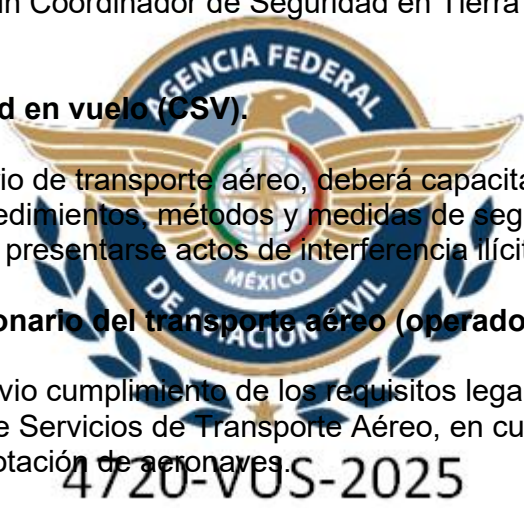 n Coordinador de Seguridad en Tierra
AGENCIA FEDERAL
d en vuelo (CSV).
io de transporte aéreo, deberá capacita
edimientos, métodos y medidas de seg
presentarse actos de interferencia ilícit
MÉXICO
DE AVIACIÓN CIVIL
onario del transporte aéreo (operado
vio cumplimiento de los requisitos lega
e Servicios de Transporte Aéreo, en cu
otación de aeronaves.
4720-VUS-2025